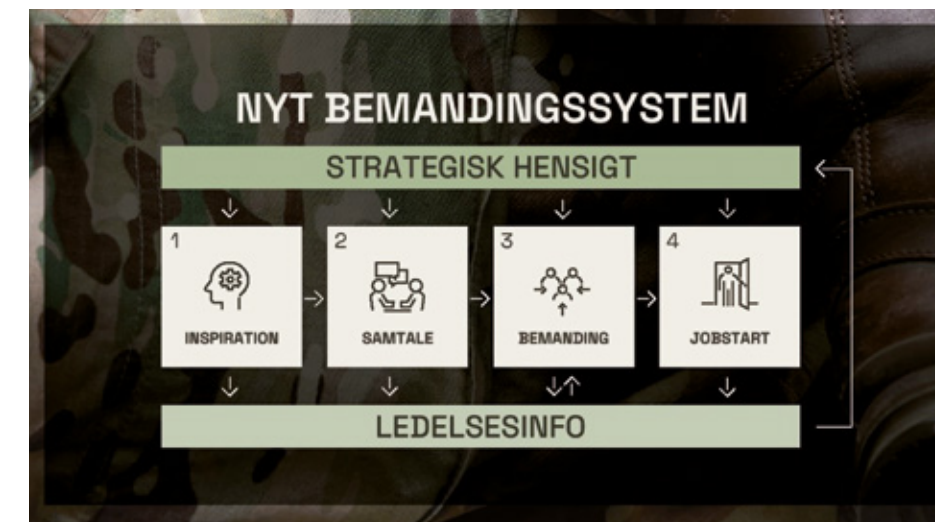 NYT BEMANDINGSSYSTEM
STRATEGISK HENSIGT
1
INSPIRATION
2
SAMTALE
3
BEMANDING
4
JOBSTART
LEDELSESINFO